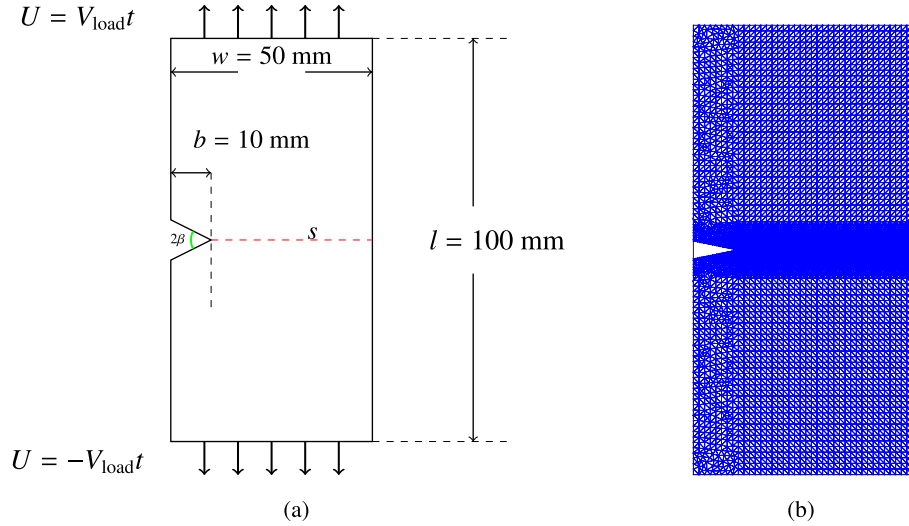 U = V_load t
w = 50 mm
b = 10 mm
2β
s
l = 100 mm
U = −V_load t
(a)
(b)